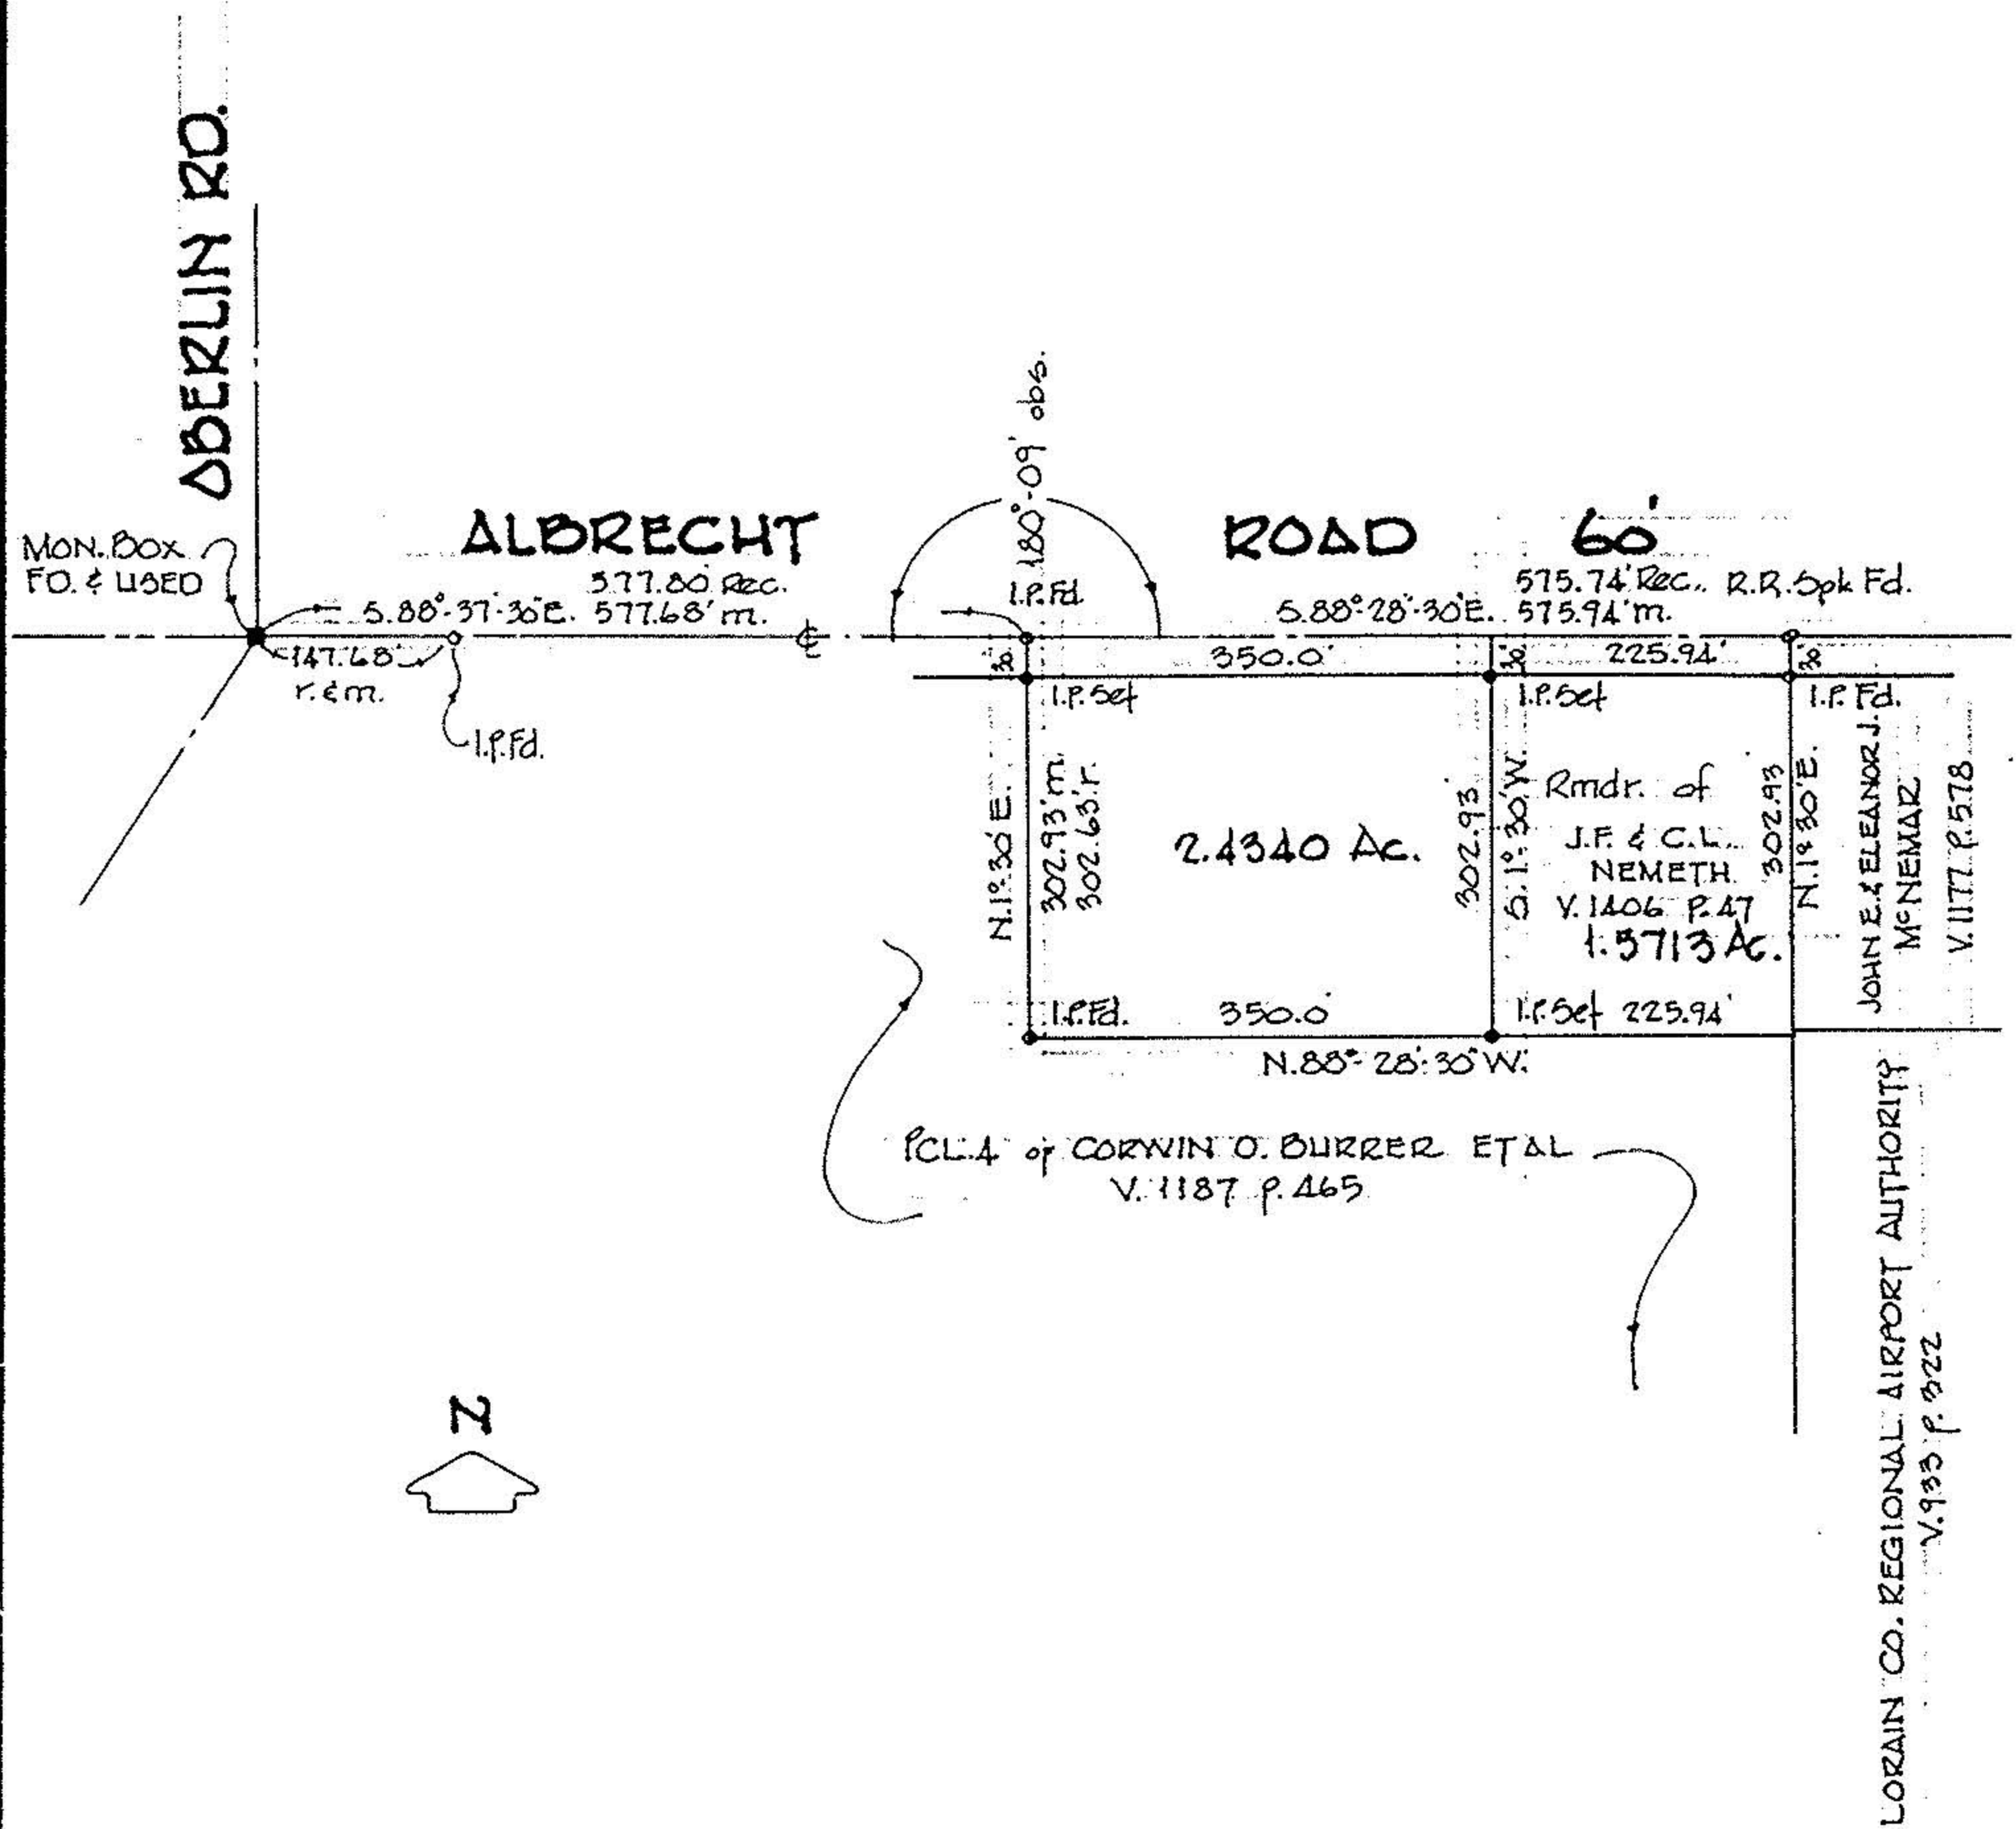 OBERLIN RD.
MON. BOX
FD. & USED
ALBRECHT ROAD 60'
577.80' Rec.
S.88°-37'-30"E. 577.68' m.
147.68'
r. & m.
I.P.Fd.
180°-09' obs.
I.P.Fd.
575.74' Rec. R.R.Spk Fd.
S.88°-28'-30"E. 575.94' m.
30'
350.0'
30'
225.94'
30'
I.P.Set
I.P.Set
I.P. Fd.
N.1°-30'E.
302.93' m.
302.63' r.
2.4340 Ac.
302.93'
S.1°-30'W.
Rmdr. of
J.F. & C.L.
NEMETH
V.1406 P.47
1.5713 Ac.
302.93
N.1°-30'E.
JOHN E. & ELEANOR J.
McNEMAR
V.1177 P.578
I.P.Fd. 350.0'
I.P.Set 225.94'
N.88°-28'-30"W.
PCL.4 of CORWIN O. BURRER ETAL
V.1187 p.465
N
LORAIN CO. REGIONAL AIRPORT AUTHORITY
V.933 P.322